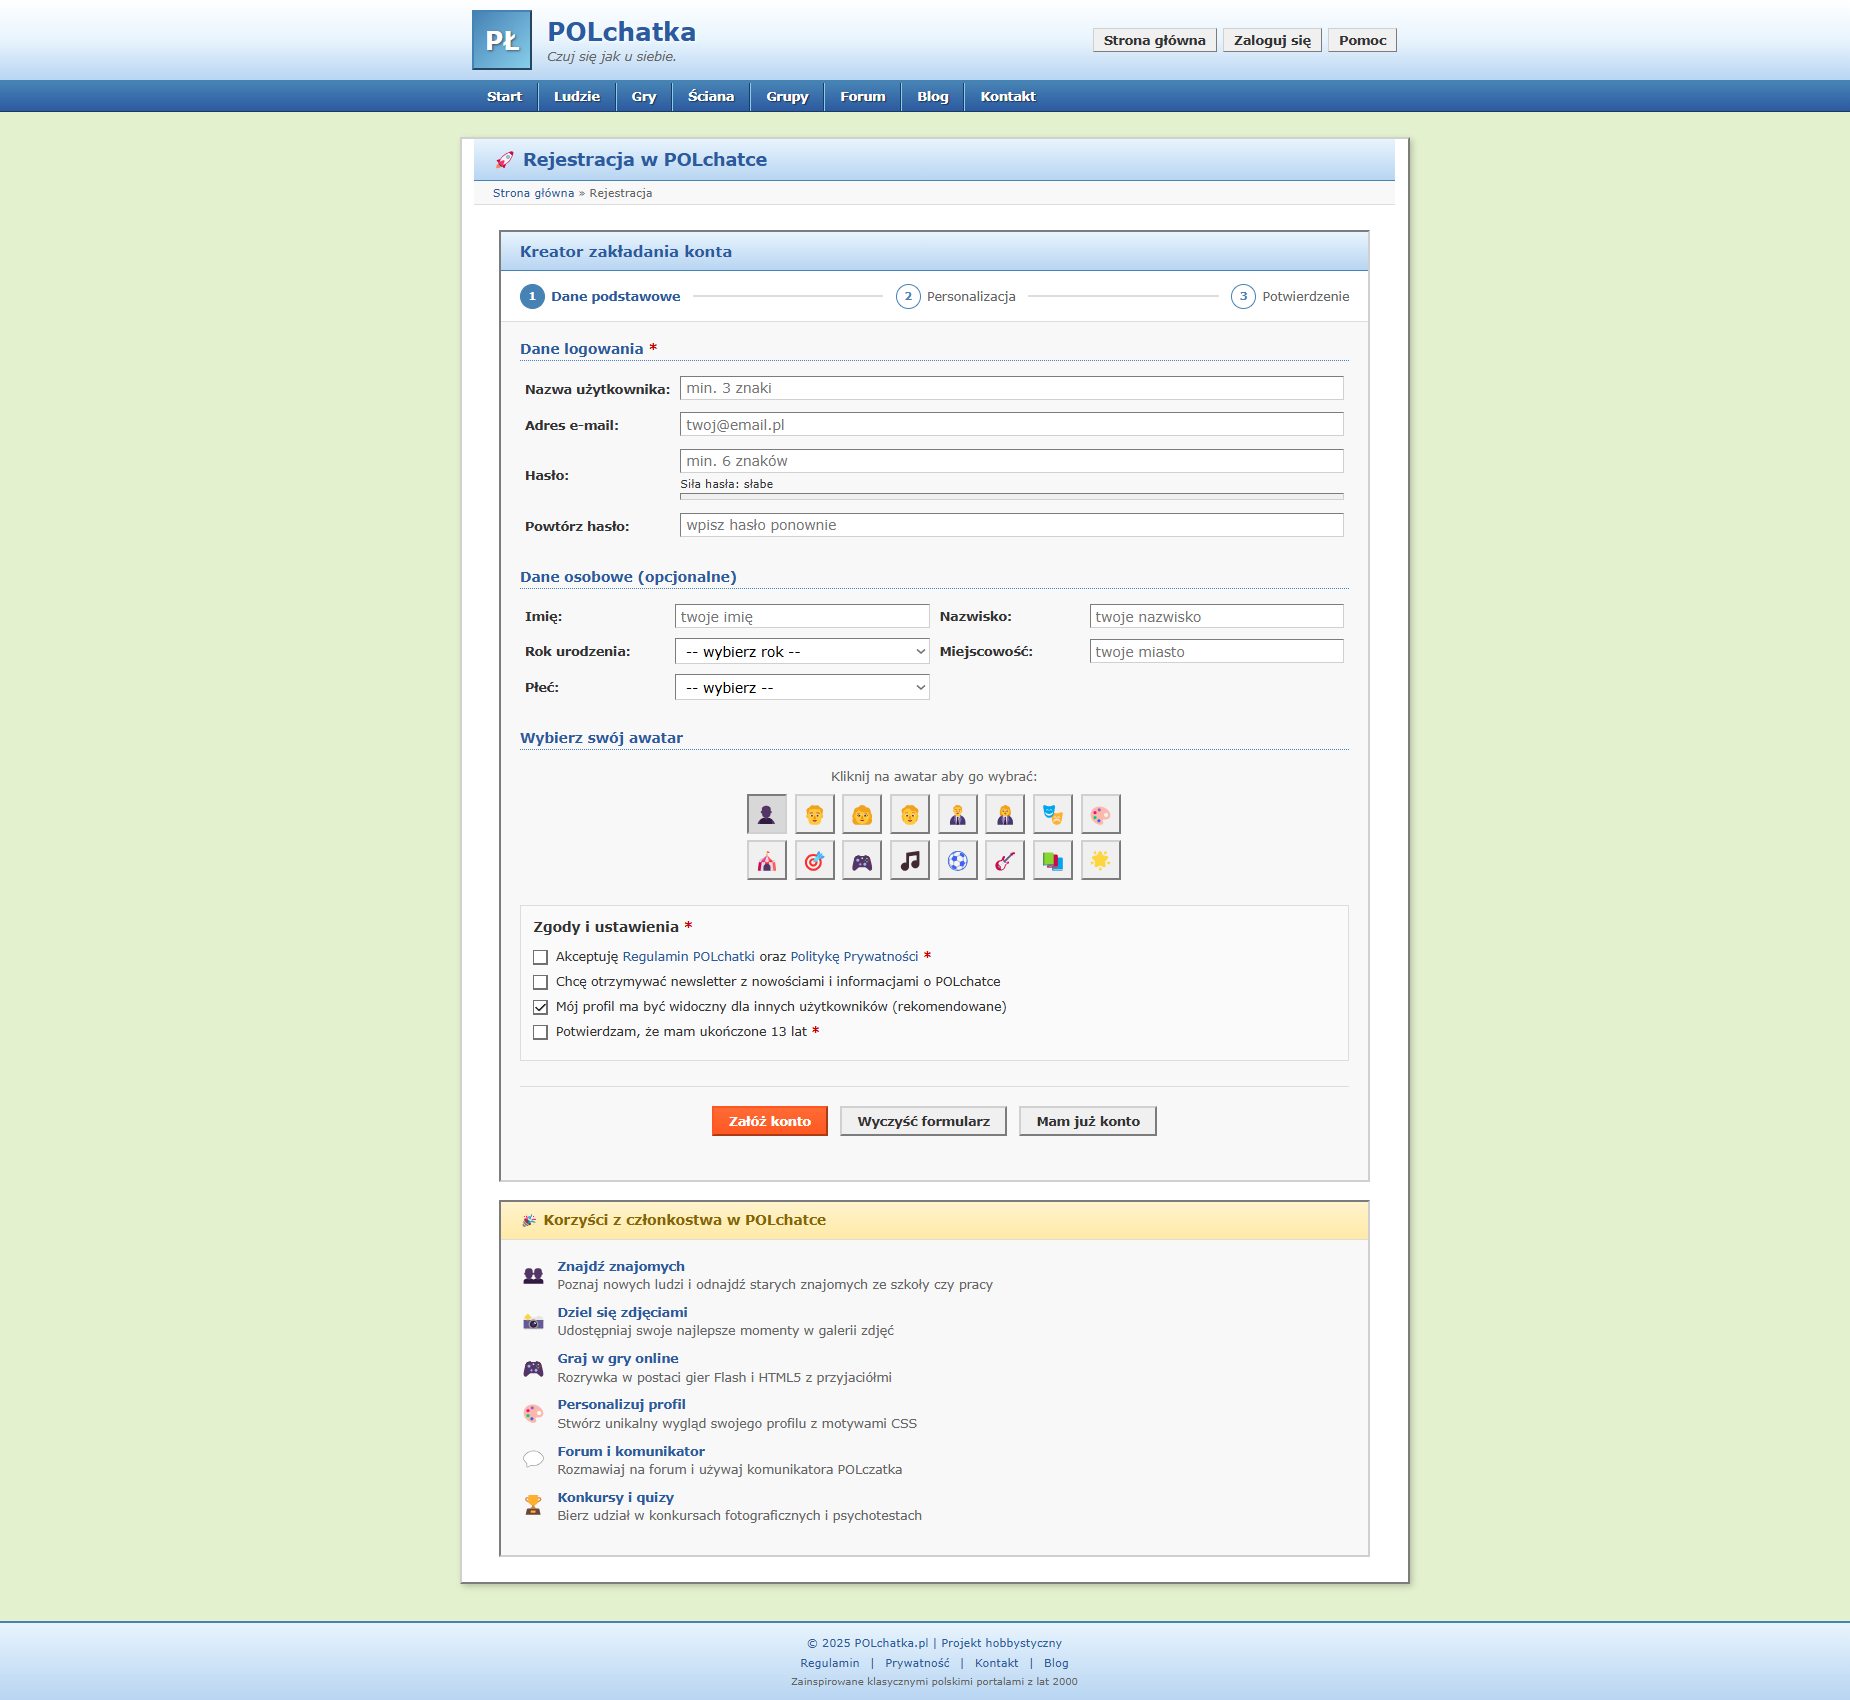 PŁ
POLchatka
Czuj się jak u siebie.
Strona główna Zaloguj się Pomoc
Start Ludzie Gry Ściana Grupy Forum Blog Kontakt
Rejestracja w POLchatce
Strona główna » Rejestracja
Kreator zakładania konta
1 Dane podstawowe 2 Personalizacja 3 Potwierdzenie
Dane logowania *
Nazwa użytkownika: min. 3 znaki
Adres e-mail: twoj@email.pl
Hasło: min. 6 znaków
Siła hasła: słabe
Powtórz hasło: wpisz hasło ponownie
Dane osobowe (opcjonalne)
Imię: twoje imię Nazwisko: twoje nazwisko
Rok urodzenia: -- wybierz rok -- Miejscowość: twoje miasto
Płeć: -- wybierz --
Wybierz swój awatar
Kliknij na awatar aby go wybrać:
Zgody i ustawienia *
Akceptuję Regulamin POLchatki oraz Politykę Prywatności *
Chcę otrzymywać newsletter z nowościami i informacjami o POLchatce
Mój profil ma być widoczny dla innych użytkowników (rekomendowane)
Potwierdzam, że mam ukończone 13 lat *
Załóż konto Wyczyść formularz Mam już konto
Korzyści z członkostwa w POLchatce
Znajdź znajomych
Poznaj nowych ludzi i odnajdź starych znajomych ze szkoły czy pracy
Dziel się zdjęciami
Udostępniaj swoje najlepsze momenty w galerii zdjęć
Graj w gry online
Rozrywka w postaci gier Flash i HTML5 z przyjaciółmi
Personalizuj profil
Stwórz unikalny wygląd swojego profilu z motywami CSS
Forum i komunikator
Rozmawiaj na forum i używaj komunikatora POLczatka
Konkursy i quizy
Bierz udział w konkursach fotograficznych i psychotestach
© 2025 POLchatka.pl | Projekt hobbystyczny
Regulamin | Prywatność | Kontakt | Blog
Zainspirowane klasycznymi polskimi portalami z lat 2000